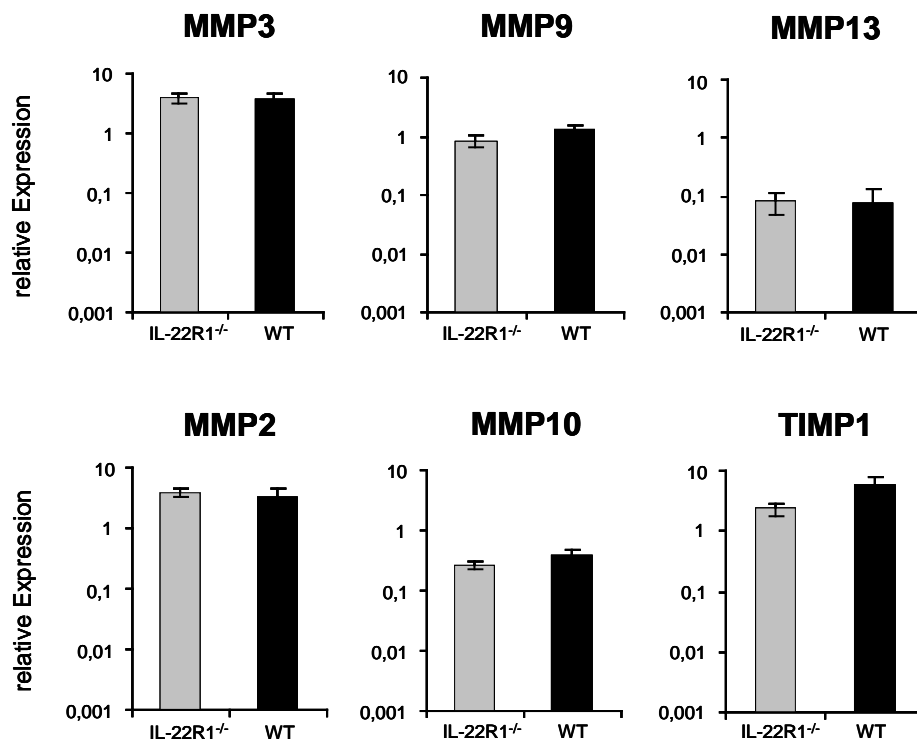 MMP3 MMP9 MMP13
relative Expression
10 10 10
1 1 1
0,1 0,1 0,1
0,01 0,01 0,01
0,001 0,001 0,001
IL-22R1-/- WT IL-22R1-/- WT IL-22R1-/- WT
MMP2 MMP10 TIMP1
relative Expression
10 10 10
1 1 1
0,1 0,1 0,1
0,01 0,01 0,01
0,001 0,001 0,001
IL-22R1-/- WT IL-22R1-/- WT IL-22R1-/- WT